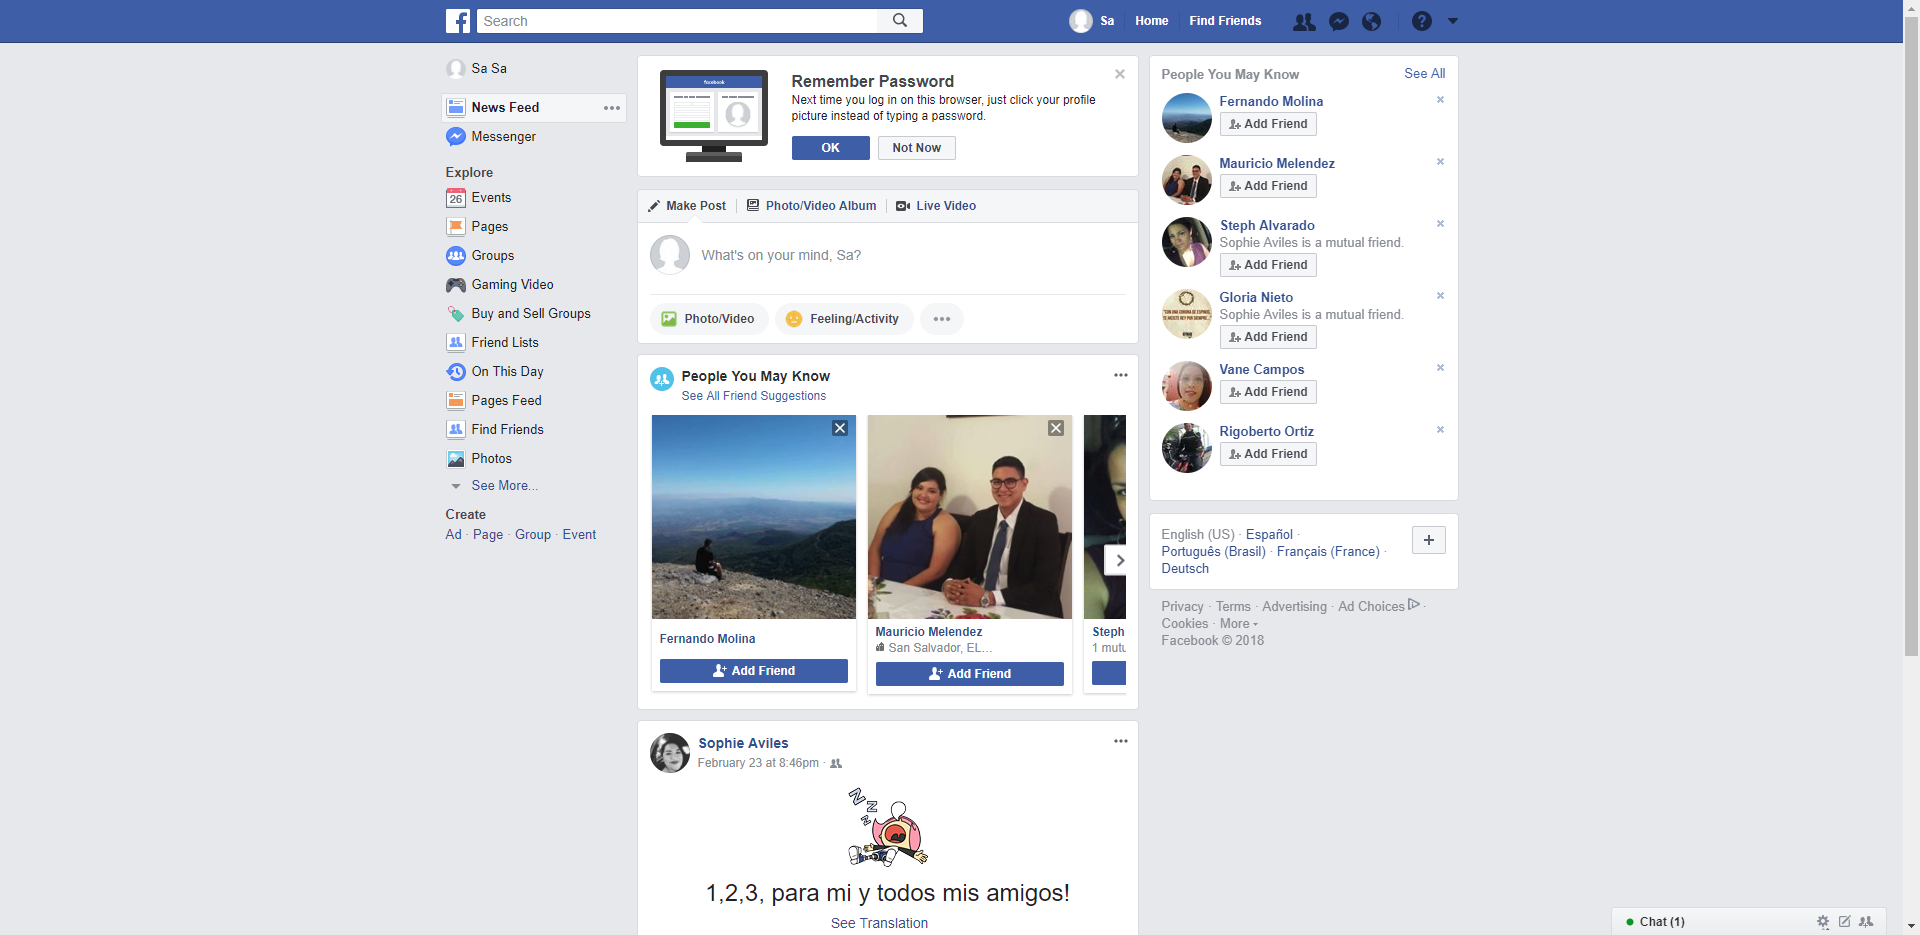 Search
Sa
Home
Find Friends
Sa Sa
News Feed
Messenger
Explore
26
Events
Pages
Groups
Gaming Video
Buy and Sell Groups
Friend Lists
On This Day
Pages Feed
Find Friends
Photos
See More...
Create
Ad · Page · Group · Event
facebook
Remember Password
Next time you log in on this browser, just click your profile
picture instead of typing a password.
OK
Not Now
Make Post
Photo/Video Album
Live Video
What's on your mind, Sa?
Photo/Video
Feeling/Activity
People You May Know
See All Friend Suggestions
Fernando Molina
Add Friend
Mauricio Melendez
San Salvador, EL...
Add Friend
Steph
1 mutu
Sophie Aviles
February 23 at 8:46pm ·
Z Z Z
1,2,3, para mi y todos mis amigos!
See Translation
People You May Know
See All
Fernando Molina
Add Friend
Mauricio Melendez
Add Friend
Steph Alvarado
Sophie Aviles is a mutual friend.
Add Friend
Gloria Nieto
Sophie Aviles is a mutual friend.
Add Friend
Vane Campos
Add Friend
Rigoberto Ortiz
Add Friend
English (US) · Español ·
Português (Brasil) · Français (France) ·
Deutsch
Privacy · Terms · Advertising · Ad Choices ·
Cookies · More
Facebook © 2018
Chat (1)